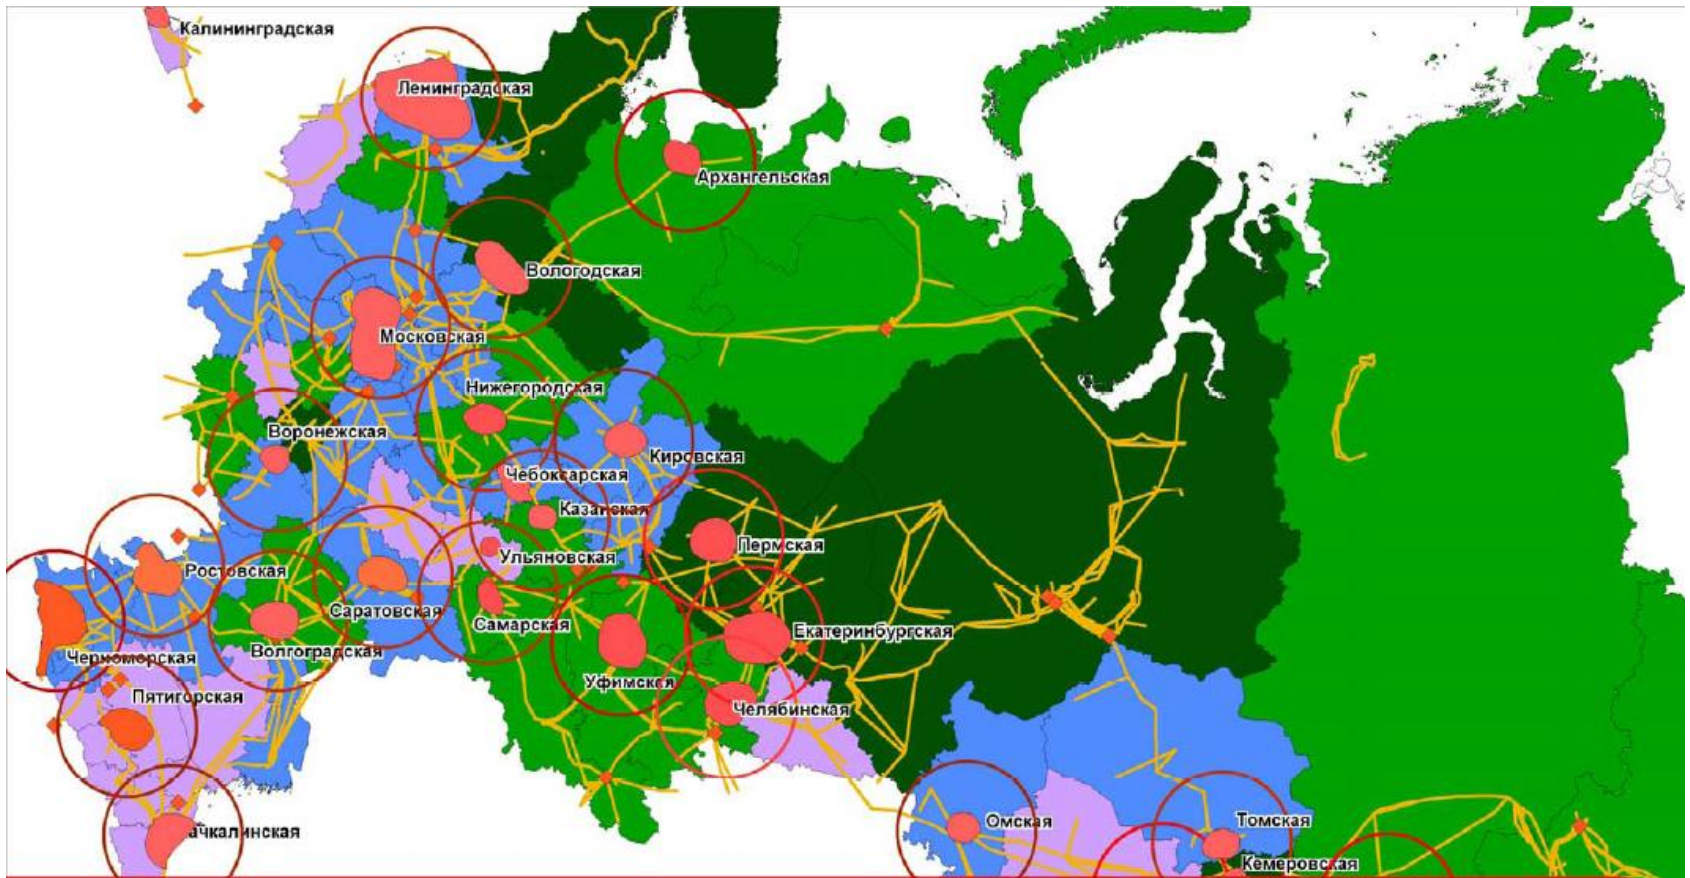 Калининградская
Ленинградская
Архангельская
Вологодская
Московская
Нижегородская
Воронежская
Кировская
Чебоксарская
Казанская
Пермская
Ульяновская
Ростовская
Саратовская
Самарская
Екатеринбургская
Волгоградская
Черноморская
Уфимская
Пятигорская
Челябинская
ачкалинская
Омская
Томская
Кемеровская